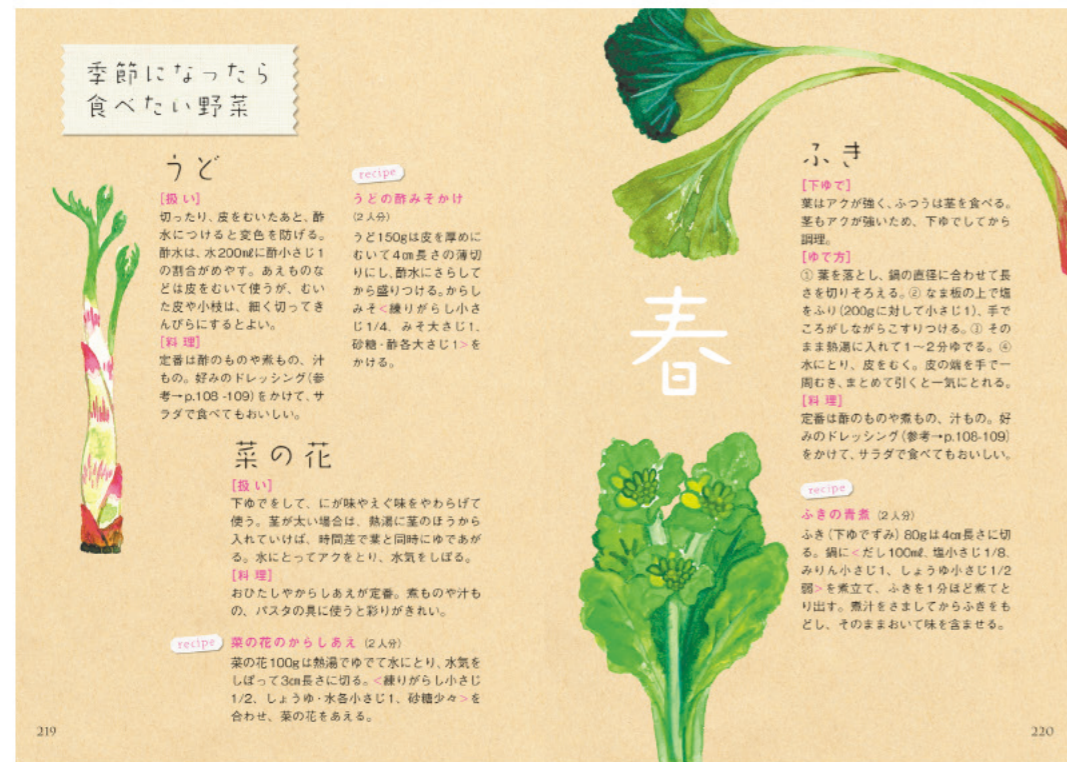 季節になったら
食べたい野菜
うど
[扱い]
切ったり、皮をむいたあと、酢
水につけると変色を防げる。
酢水は、水200mℓに酢小さじ1
の割合がめやす。あえものな
どは皮をむいて使うが、むい
た皮や小枝は、細く切ってき
んぴらにするとよい。
[料理]
定番は酢のものや煮もの、汁
もの。好みのドレッシング(参
考→p.108-109)をかけて、サ
ラダで食べてもおいしい。
recipe
うどの酢みそかけ
(2人分)
うど150gは皮を厚めに
むいて4cm長さの薄切
りにし、酢水にさらして
から盛りつける。からし
みそ<練りがらし小さ
じ1/4、みそ大さじ1、
砂糖・酢各大さじ1>を
かける。
菜の花
[扱い]
下ゆでをして、にが味やえぐ味をやわらげて
使う。茎が太い場合は、熱湯に茎のほうから
入れていけば、時間差で葉と同時にゆであが
る。水にとってアクをとり、水気をしぼる。
[料理]
おひたしやからしあえが定番。煮ものや汁も
の、パスタの具に使うと彩りがきれい。
recipe
菜の花のからしあえ (2人分)
菜の花100gは熱湯でゆでて水にとり、水気を
しぼって3cm長さに切る。<練りがらし小さじ
1/2、しょうゆ・水各小さじ1、砂糖少々>を
合わせ、菜の花をあえる。
219
春
ふき
[下ゆで]
葉はアクが強く、ふつうは茎を食べる。
茎もアクが強いため、下ゆでしてから
調理。
[ゆで方]
① 葉を落とし、鍋の直径に合わせて長
さを切りそろえる。② なま板の上で塩
をふり(200gに対して小さじ1)、手で
ころがしながらこすりつける。③ その
まま熱湯に入れて1〜2分ゆでる。④
水にとり、皮をむく。皮の端を手で一
周むき、まとめて引くと一気にとれる。
[料理]
定番は酢のものや煮もの、汁もの。好
みのドレッシング(参考→p.108-109)
をかけて、サラダで食べてもおいしい。
recipe
ふきの青煮 (2人分)
ふき(下ゆでずみ)80gは4cm長さに切
る。鍋に<だし100mℓ、塩小さじ1/8、
みりん小さじ1、しょうゆ小さじ1/2
弱>を煮立て、ふきを1分ほど煮てと
り出す。煮汁をさましてからふきをも
どし、そのままおいて味を含ませる。
220